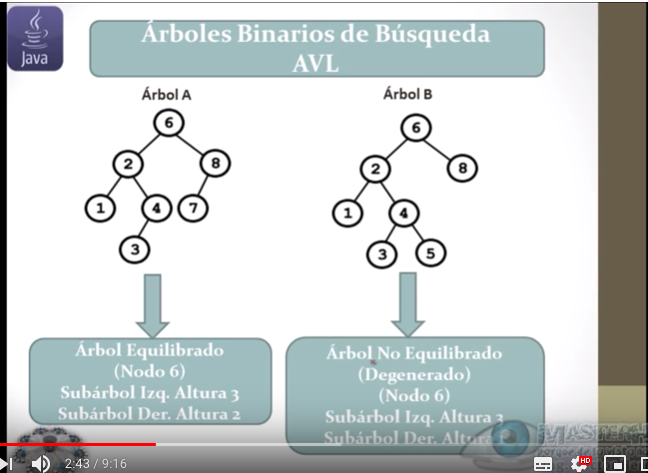 Java
Árboles Binarios de Búsqueda
AVL
Árbol A
Árbol B
6
2
8
1
4
7
3
6
2
8
1
4
3
5
Árbol Equilibrado
(Nodo 6)
Subárbol Izq. Altura 3
Subárbol Der. Altura 2
Árbol No Equilibrado
(Degenerado)
(Nodo 6)
Subárbol Izq. Altura 3
Subárbol Der. Altura
2:43 / 9:16
HD